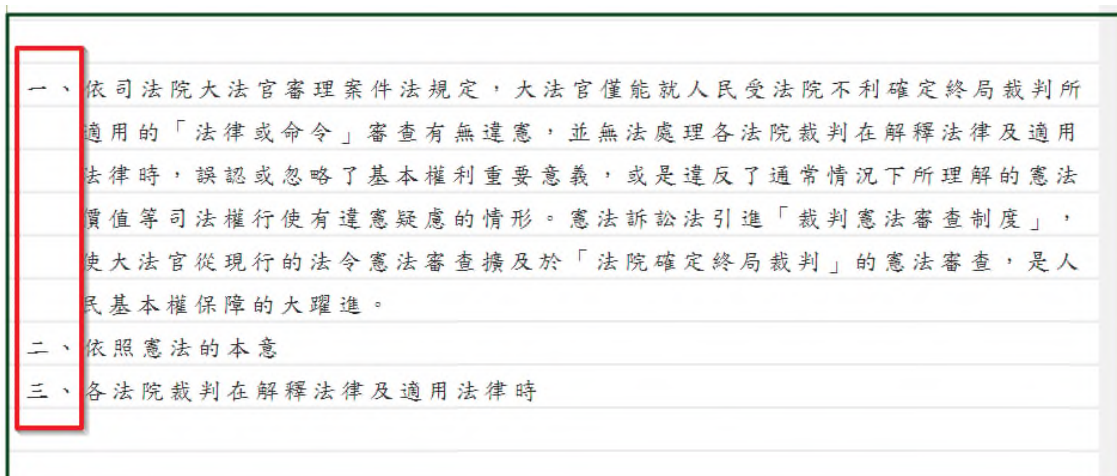 一、依司法院大法官審理案件法規定，大法官僅能就人民受法院不利確定終局裁判所
適用的「法律或命令」審查有無違憲，並無法處理各法院裁判在解釋法律及適用
法律時，誤認或忽略了基本權利重要意義，或是違反了通常情況下所理解的憲法
價值等司法權行使有違憲疑慮的情形。憲法訴訟法引進「裁判憲法審查制度」，
使大法官從現行的法令憲法審查擴及於「法院確定終局裁判」的憲法審查，是人
民基本權保障的大躍進。
二、依照憲法的本意
三、各法院裁判在解釋法律及適用法律時